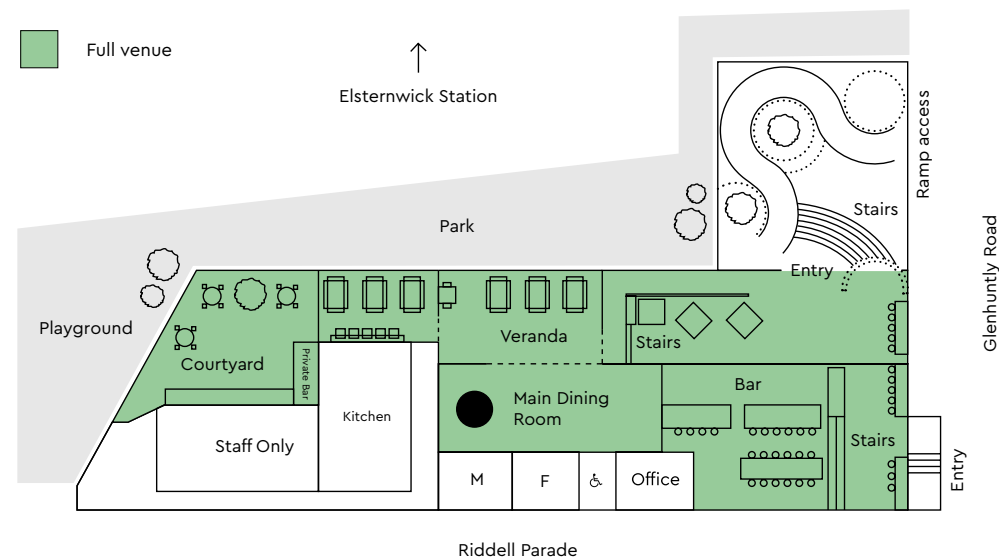 Full venue
Elsternwick Station
Ramp access
Stairs
Park
Glenhuntly Road
Entry
Playground
Veranda
Stairs
Courtyard
Private Bar
Bar
Main Dining
Room
Kitchen
Staff Only
Stairs
M
F
Office
Entry
Riddell Parade